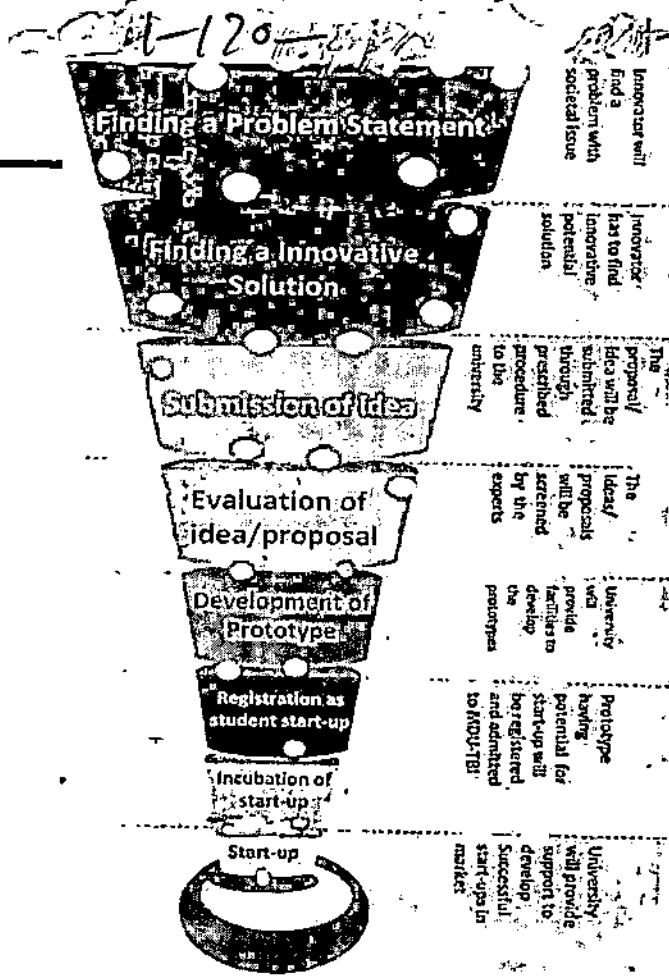 Finding a Problem Statement
Innovator will
find a
problem with
societal issue
Finding a Innovative
Solution
Innovator
has to find
innovative
potential
solution
Submission of Idea
The
proposal/
idea will be
submitted
through
prescribed
procedure
to the
university
Evaluation of
idea/proposal
The
ideas/
proposals
will be
screened
by the
experts
Development of
Prototype
University
will
provide
facilities to
develop
the
prototypes
Registration as
student start-up
Prototype
having
potential for
start-up will
be registered
and admitted
to MDU-TBI
Incubation of
start-up
Start-up
University
will provide
support to
develop
Successful
start-ups in
market